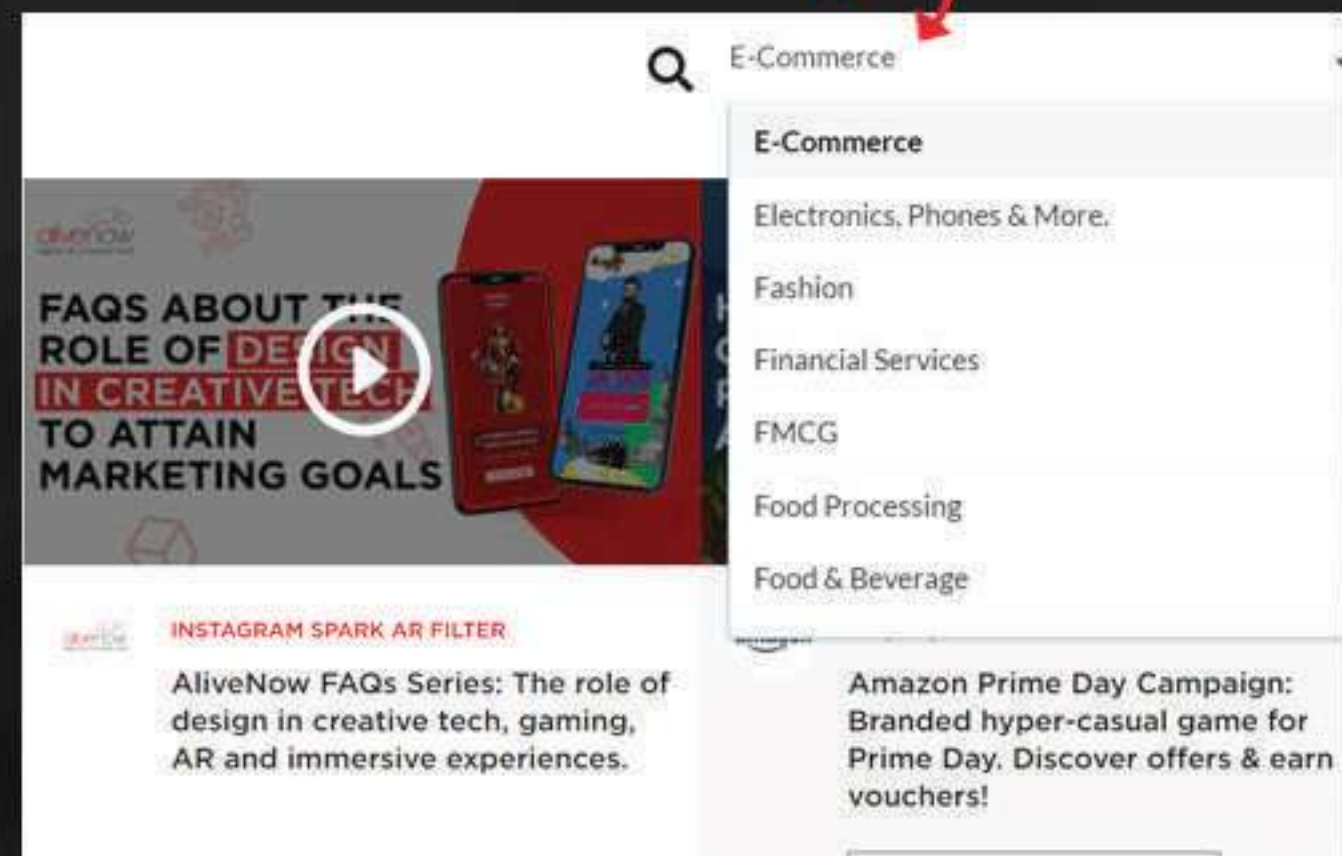 E-Commerce
E-Commerce
Electronics, Phones & More.
Fashion
Financial Services
FMCG
Food Processing
Food & Beverage
alivenow
FAQS ABOUT THE
ROLE OF DESIGN
IN CREATIVE TECH
TO ATTAIN
MARKETING GOALS
INSTAGRAM SPARK AR FILTER
AliveNow FAQs Series: The role of
design in creative tech, gaming,
AR and immersive experiences.
Amazon Prime Day Campaign:
Branded hyper-casual game for
Prime Day. Discover offers & earn
vouchers!